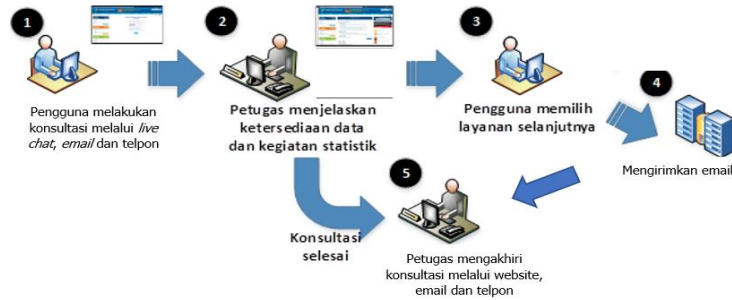 1
Pengguna melakukan
konsultasi melalui live
chat, email dan telpon
2
Petugas menjelaskan
ketersediaan data
dan kegiatan statistik
3
Pengguna memilih
layanan selanjutnya
4
Mengirimkan email
5
Konsultasi
selesai
Petugas mengakhiri
konsultasi melalui website,
email dan telpon